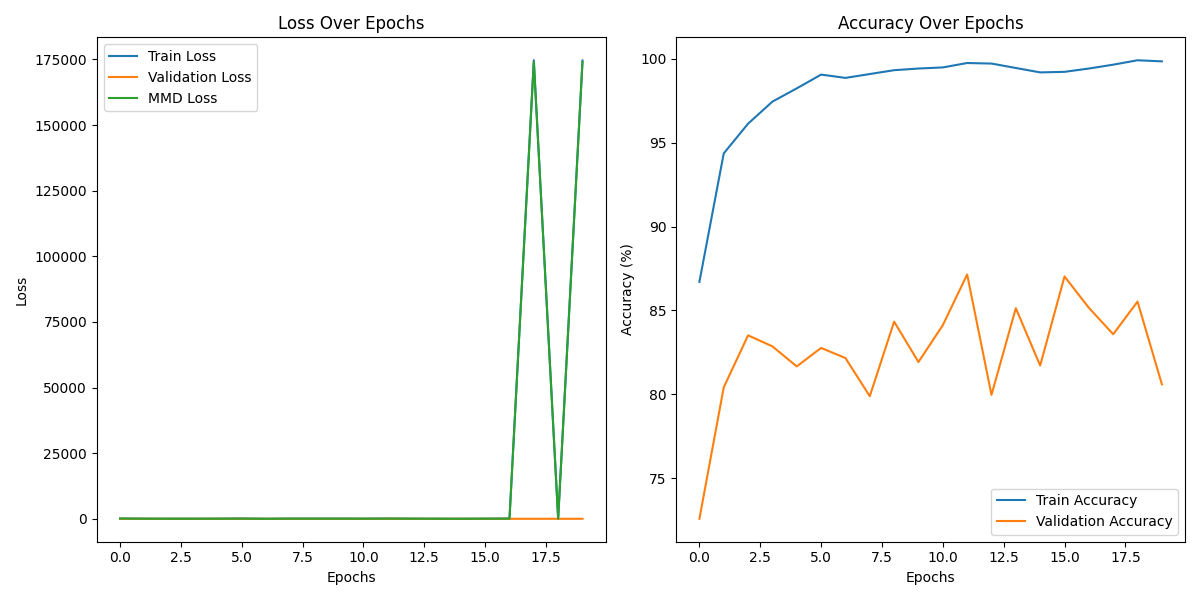 Loss Over Epochs
Train Loss
Validation Loss
MMD Loss
175000
150000
125000
100000
75000
50000
25000
0
Loss
0.0 2.5 5.0 7.5 10.0 12.5 15.0 17.5
Epochs
Accuracy Over Epochs
100
95
90
85
80
75
Accuracy (%)
Train Accuracy
Validation Accuracy
0.0 2.5 5.0 7.5 10.0 12.5 15.0 17.5
Epochs